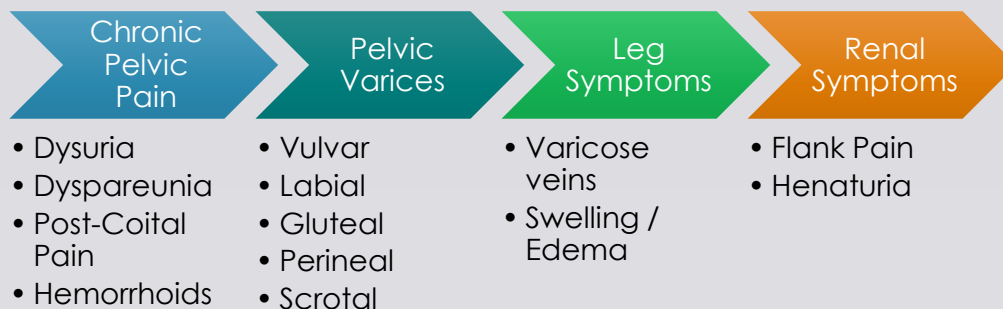 Chronic
Pelvic
Pain
• Dysuria
• Dyspareunia
• Post-Coital
Pain
• Hemorrhoids
Pelvic
Varices
• Vulvar
• Labial
• Gluteal
• Perineal
• Scrotal
Leg
Symptoms
• Varicose
veins
• Swelling /
Edema
Renal
Symptoms
• Flank Pain
• Henaturia